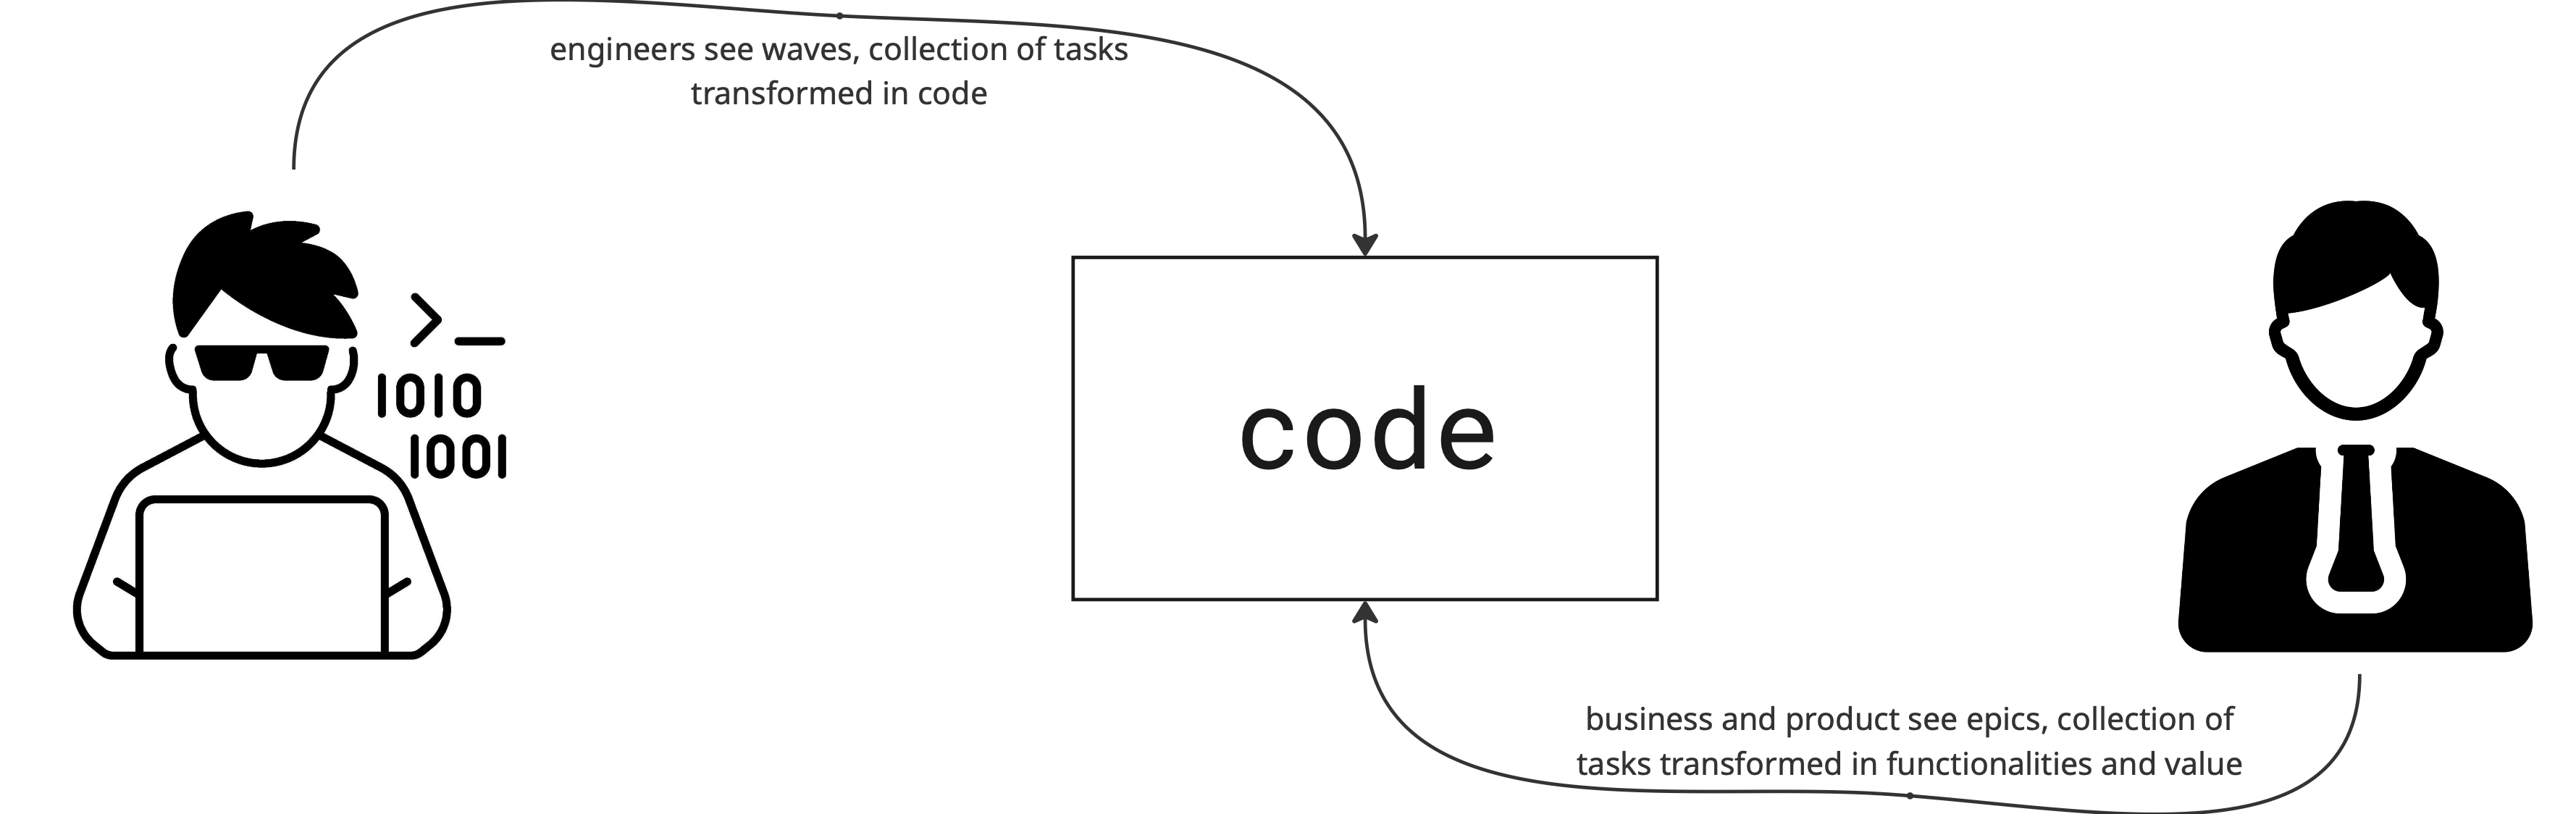 engineers see waves, collection of tasks
transformed in code
>_
1010
1001
code
business and product see epics, collection of
tasks transformed in functionalities and value